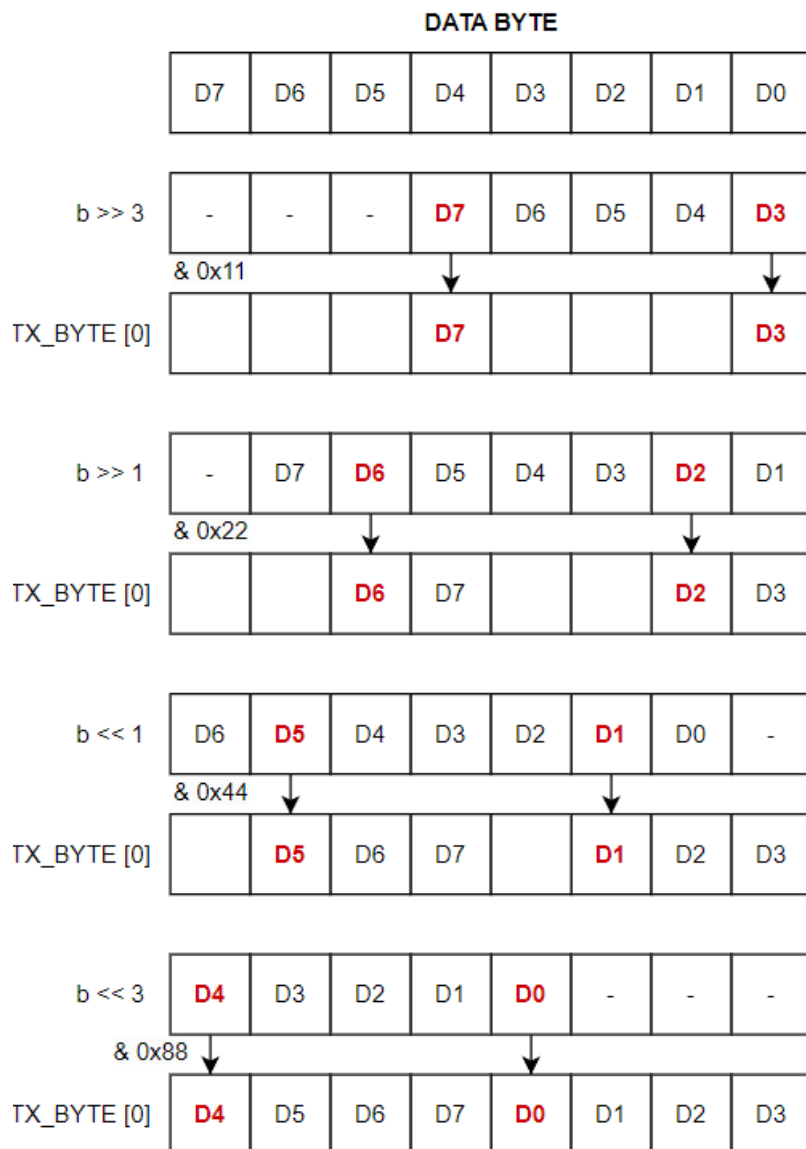 DATA BYTE
D7 D6 D5 D4 D3 D2 D1 D0
b >> 3 - - - D7 D6 D5 D4 D3
& 0x11
TX_BYTE [0] D7 D3
b >> 1 - D7 D6 D5 D4 D3 D2 D1
& 0x22
TX_BYTE [0] D6 D7 D2 D3
b << 1 D6 D5 D4 D3 D2 D1 D0 -
& 0x44
TX_BYTE [0] D5 D6 D7 D1 D2 D3
b << 3 D4 D3 D2 D1 D0 - - -
& 0x88
TX_BYTE [0] D4 D5 D6 D7 D0 D1 D2 D3